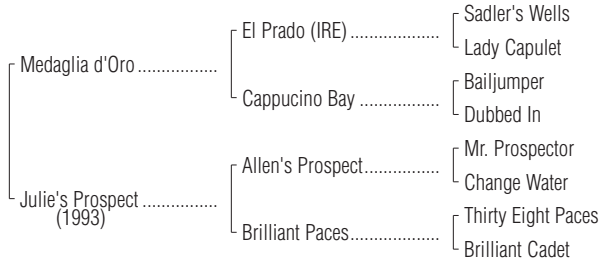 Sadler's Wells
El Prado (IRE) ...................
Lady Capulet
Medaglia d'Oro .................
Bailjumper
Cappucino Bay .................
Dubbed In
Mr. Prospector
Allen's Prospect................
Change Water
Julie's Prospect ................
(1993)
Thirty Eight Paces
Brilliant Paces...................
Brilliant Cadet